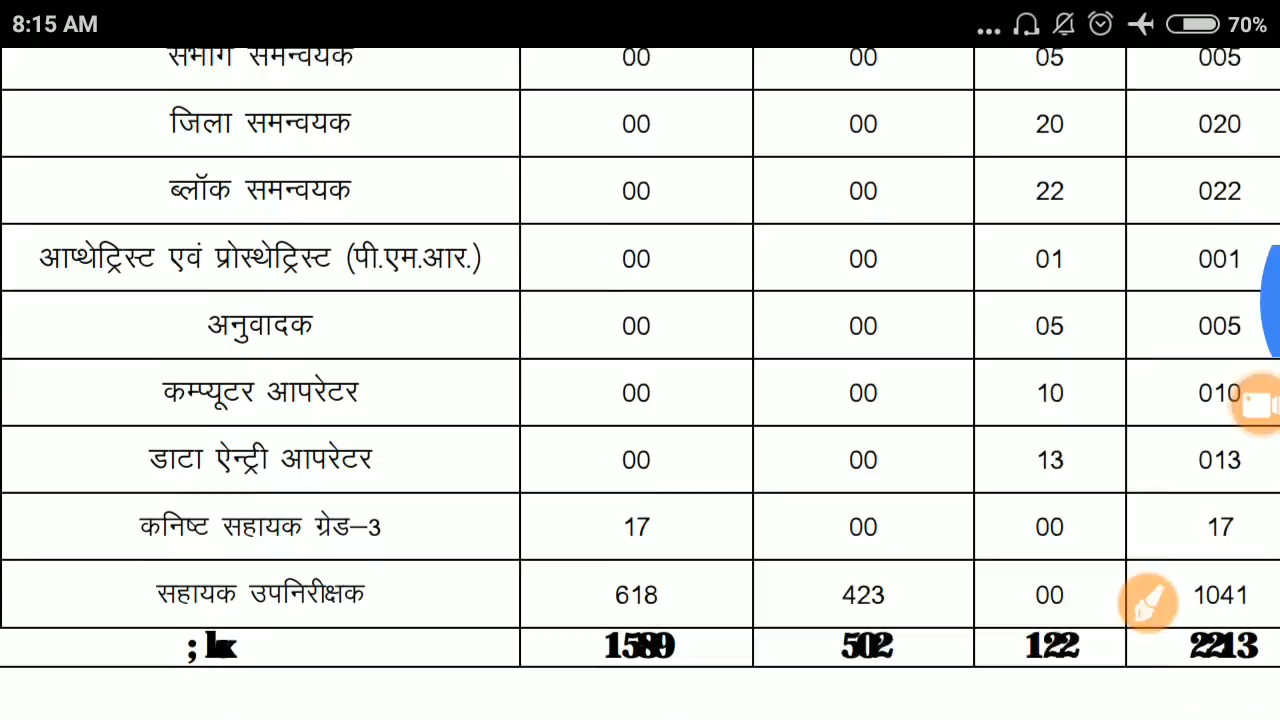 8:15 AM ... 70%
संभाग समन्वयक 00 00 05 005
जिला समन्वयक 00 00 20 020
ब्लॉक समन्वयक 00 00 22 022
आप्थेट्रिस्ट एवं प्रोस्थेट्रिस्ट (पी.एम.आर.) 00 00 01 001
अनुवादक 00 00 05 005
कम्प्यूटर आपरेटर 00 00 10 010
डाटा ऐन्ट्री आपरेटर 00 00 13 013
कनिष्ट सहायक ग्रेड–3 17 00 00 17
सहायक उपनिरीक्षक 618 423 00 1041
1589 502 122 2213